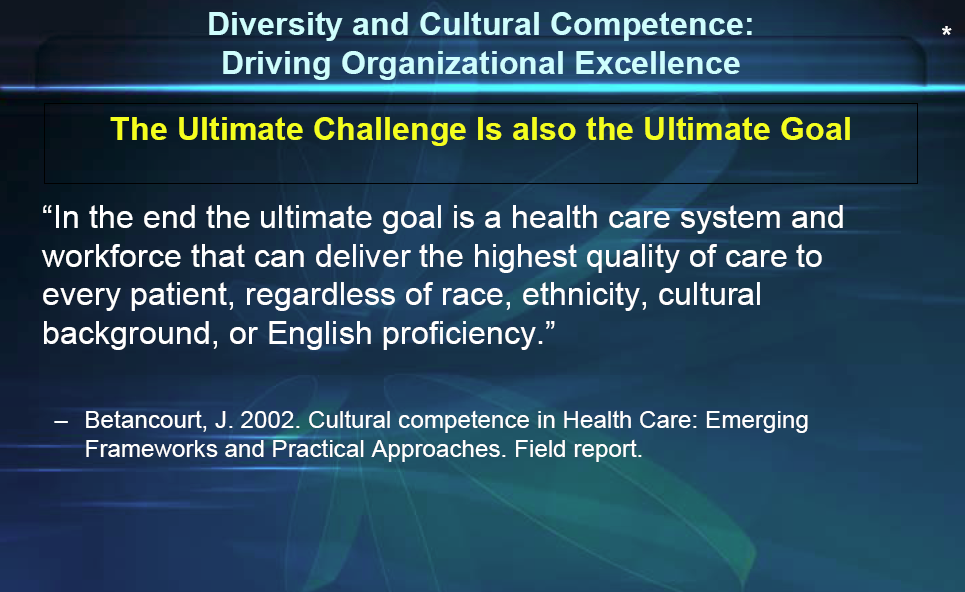 Diversity and Cultural Competence:
Driving Organizational Excellence
*
The Ultimate Challenge Is also the Ultimate Goal
“In the end the ultimate goal is a health care system and
workforce that can deliver the highest quality of care to
every patient, regardless of race, ethnicity, cultural
background, or English proficiency.”
– Betancourt, J. 2002. Cultural competence in Health Care: Emerging
Frameworks and Practical Approaches. Field report.